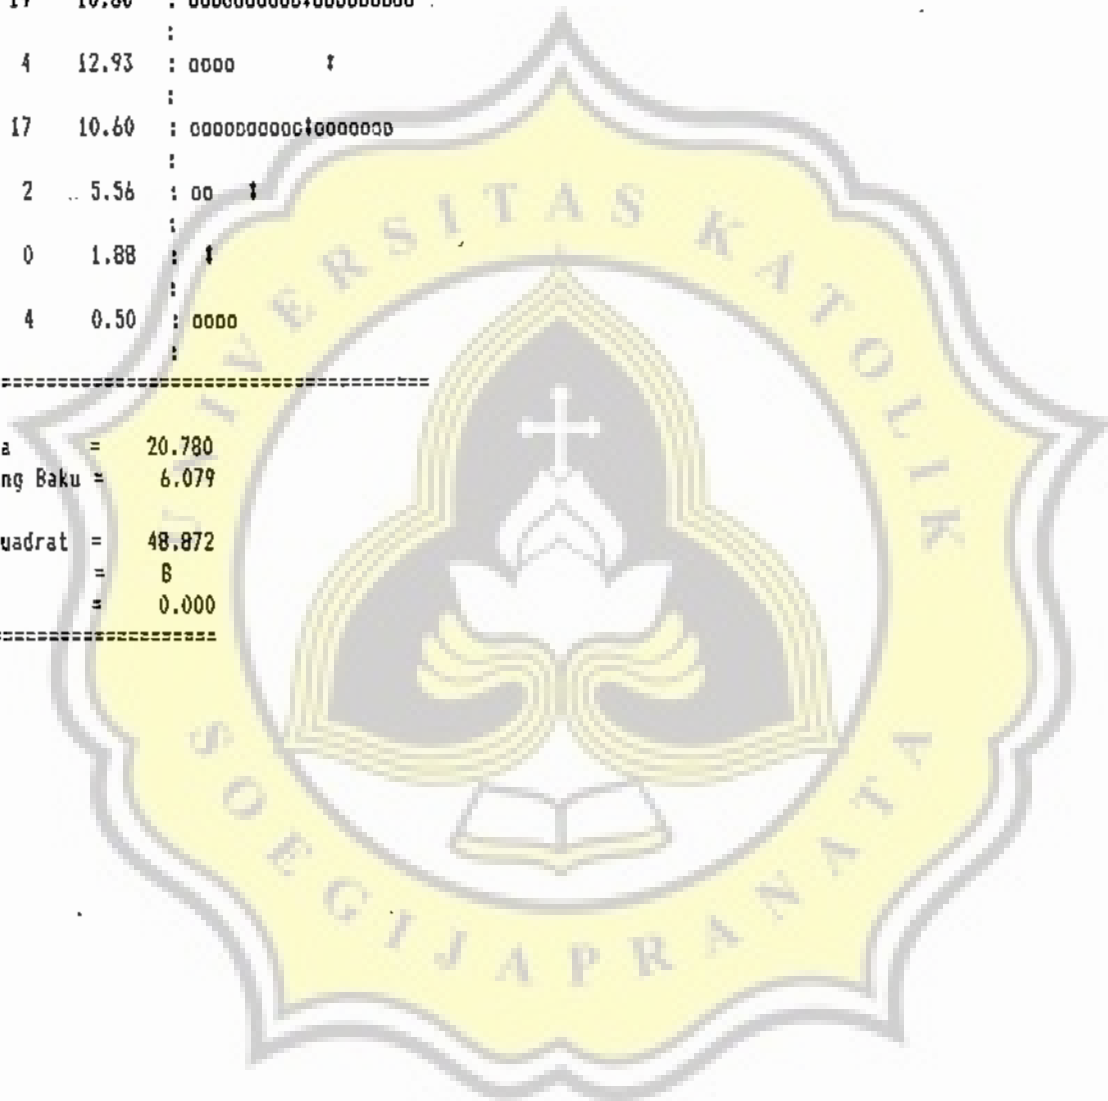 17 10.60 : oooooooooo*ooooooooo
:
4 12.93 : oooo *
:
17 10.60 : oooooooooo*ooooooo
:
2 5.56 : oo *
:
0 1.88 : *
:
4 0.50 : oooo
:
a = 20.780
ng Baku = 6.079
uadrat = 48.872
= 8
= 0.000
UNIVERSITAS KATOLIK
SOEGIJAPRANATA